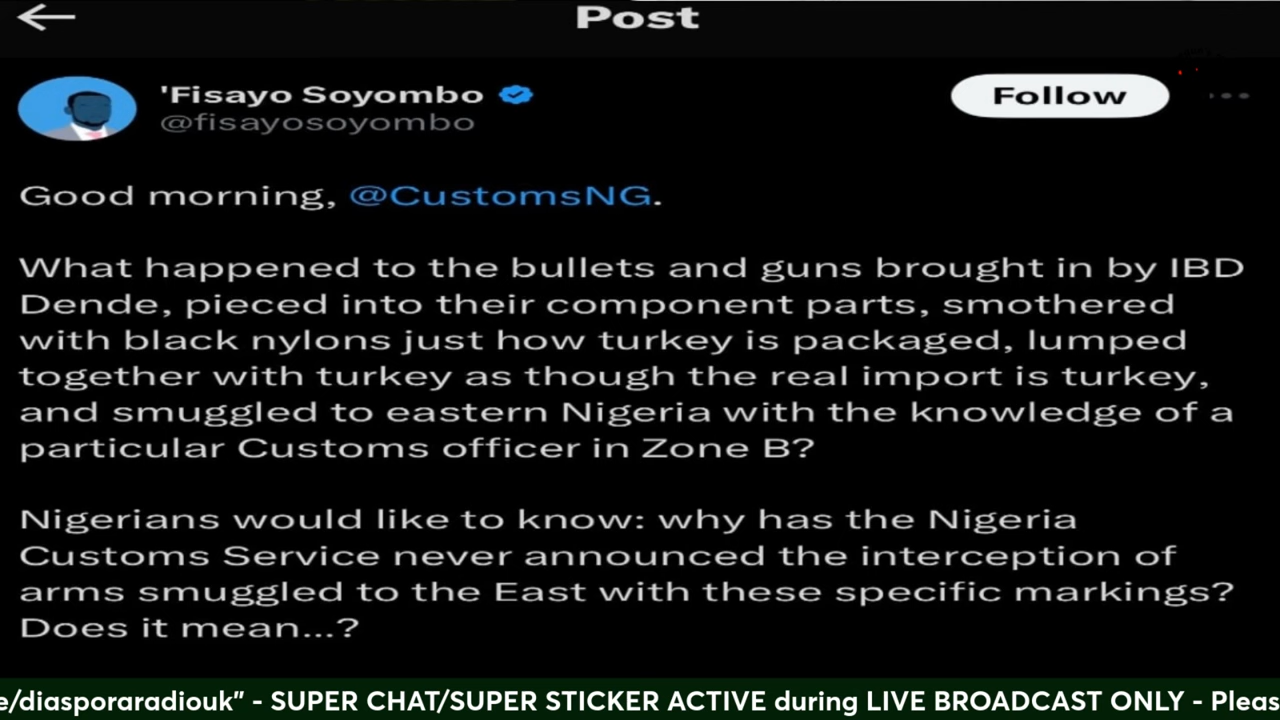 Post
'Fisayo Soyombo
Follow
@fisayosoyombo
Good morning, @CustomsNG.
What happened to the bullets and guns brought in by IBD
Dende, pieced into their component parts, smothered
with black nylons just how turkey is packaged, lumped
together with turkey as though the real import is turkey,
and smuggled to eastern Nigeria with the knowledge of a
particular Customs officer in Zone B?
Nigerians would like to know: why has the Nigeria
Customs Service never announced the interception of
arms smuggled to the East with these specific markings?
Does it mean...?
e/diasporaradiouk" - SUPER CHAT/SUPER STICKER ACTIVE during LIVE BROADCAST ONLY - Pleas